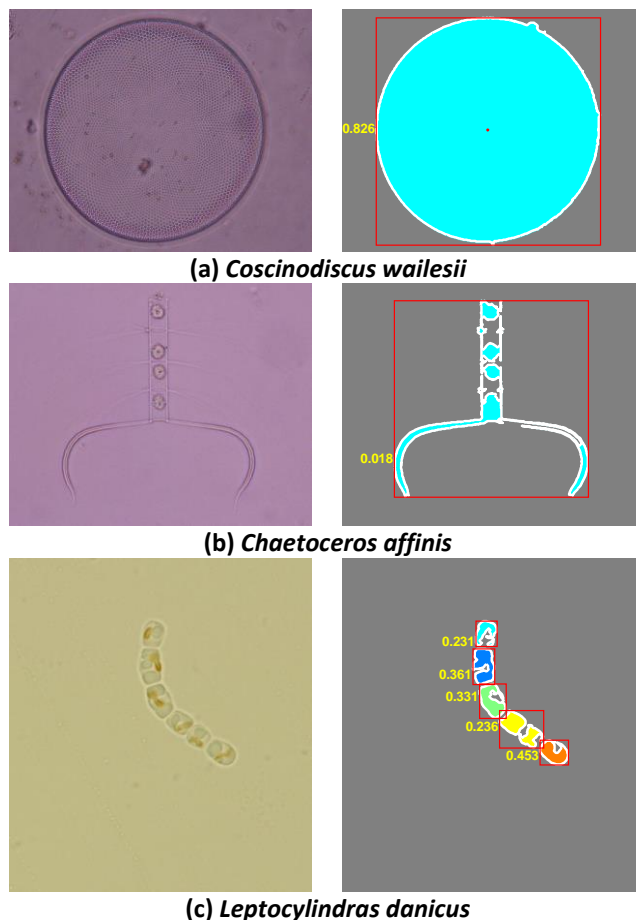 0.826
(a) Coscinodiscus wailesii
0.018
(b) Chaetoceros affinis
0.231
0.361
0.331
0.236
0.453
(c) Leptocylindras danicus